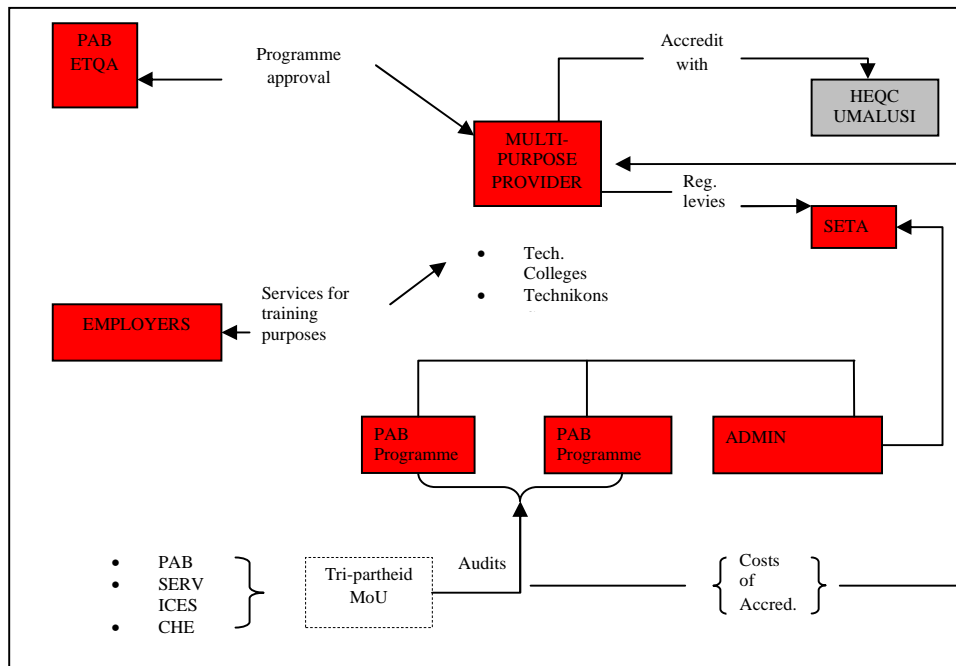 PAB
ETQA
Programme
approval
Accredit
with
HEQC
UMALUSI
MULTI-
PURPOSE
PROVIDER
Reg.
levies
SETA
• Tech.
Colleges
• Technikons
EMPLOYERS
Services for
training
purposes
PAB
Programme
PAB
Programme
ADMIN
• PAB
• SERV
ICES
• CHE
Tri-partheid
MoU
Audits
Costs
of
Accred.